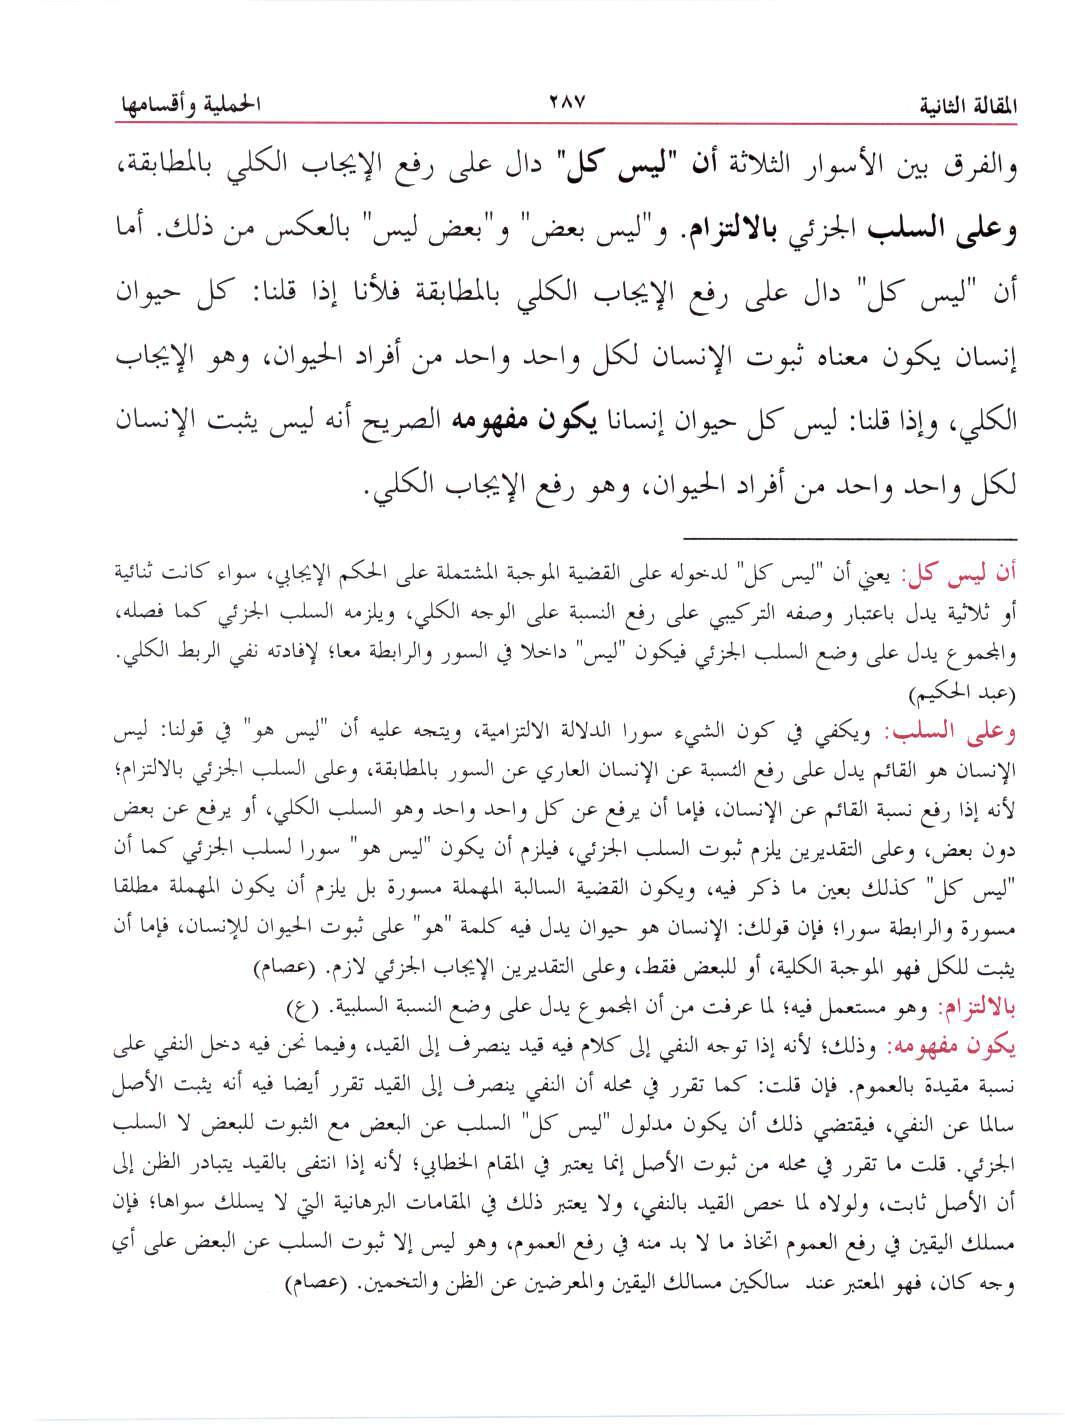 المقالة الثانية ٢٨٧ الحملية وأقسامها
والفرق بين الأسوار الثلاثة أن "ليس كل" دال على رفع الإيجاب الكلي بالمطابقة،
وعلى السلب الجزئي بالالتزام. و"ليس بعض" و"بعض ليس" بالعكس من ذلك. أما
أن "ليس كل" دال على رفع الإيجاب الكلي بالمطابقة فلأنا إذا قلنا: كل حيوان
إنسان يكون معناه ثبوت الإنسان لكل واحد واحد من أفراد الحيوان، وهو الإيجاب
الكلي، وإذا قلنا: ليس كل حيوان إنسانا يكون مفهومه الصريح أنه ليس يثبت الإنسان
لكل واحد واحد من أفراد الحيوان، وهو رفع الإيجاب الكلي.
أن ليس كل: يعني أن "ليس كل" لدخوله على القضية الموجبة المشتملة على الحكم الإيجابي، سواء كانت ثنائية
أو ثلاثية يدل باعتبار وصفه التركيبي على رفع النسبة على الوجه الكلي، ويلزمه السلب الجزئي كما فصله،
والمجموع يدل على وضع السلب الجزئي فيكون "ليس" داخلا في السور والرابطة معا؛ لإفادته نفي الربط الكلي.
(عبد الحكيم)
وعلى السلب: ويكفي في كون الشيء سورا الدلالة الالتزامية، ويتجه عليه أن "ليس هو" في قولنا: ليس
الإنسان هو القائم يدل على رفع النسبة عن الإنسان العاري عن السور بالمطابقة، وعلى السلب الجزئي بالالتزام؛
لأنه إذا رفع نسبة القائم عن الإنسان، فإما أن يرفع عن كل واحد واحد وهو السلب الكلي، أو يرفع عن بعض
دون بعض، وعلى التقديرين يلزم ثبوت السلب الجزئي، فيلزم أن يكون "ليس هو" سورا لسلب الجزئي كما أن
"ليس كل" كذلك بعين ما ذكر فيه، ويكون القضية السالبة المهملة مسورة بل يلزم أن يكون المهملة مطلقا
مسورة والرابطة سورا؛ فإن قولك: الإنسان هو حيوان يدل فيه كلمة "هو" على ثبوت الحيوان للإنسان، فإما أن
يثبت للكل فهو الموجبة الكلية، أو للبعض فقط، وعلى التقديرين الإيجاب الجزئي لازم. (عصام)
بالالتزام: وهو مستعمل فيه؛ لما عرفت من أن المجموع يدل على وضع النسبة السلبية. (ع)
يكون مفهومه: وذلك؛ لأنه إذا توجه النفي إلى كلام فيه قيد ينصرف إلى القيد، وفيما نحن فيه دخل النفي على
نسبة مقيدة بالعموم. فإن قلت: كما تقرر في محله أن النفي ينصرف إلى القيد تقرر أيضا فيه أنه يثبت الأصل
سالما عن النفي، فيقتضي ذلك أن يكون مدلول "ليس كل" السلب عن البعض مع الثبوت للبعض لا السلب
الجزئي. قلت ما تقرر في محله من ثبوت الأصل إنما يعتبر في المقام الخطابي؛ لأنه إذا انتفى بالقيد يتبادر الظن إلى
أن الأصل ثابت، ولولاه لما خص القيد بالنفي، ولا يعتبر ذلك في المقامات البرهانية التي لا يسلك سواها؛ فإن
مسلك اليقين في رفع العموم اتخاذ ما لا بد منه في رفع العموم، وهو ليس إلا ثبوت السلب عن البعض على أي
وجه كان، فهو المعتبر عند سالكين مسالك اليقين والمعرضين عن الظن والتخمين. (عصام)